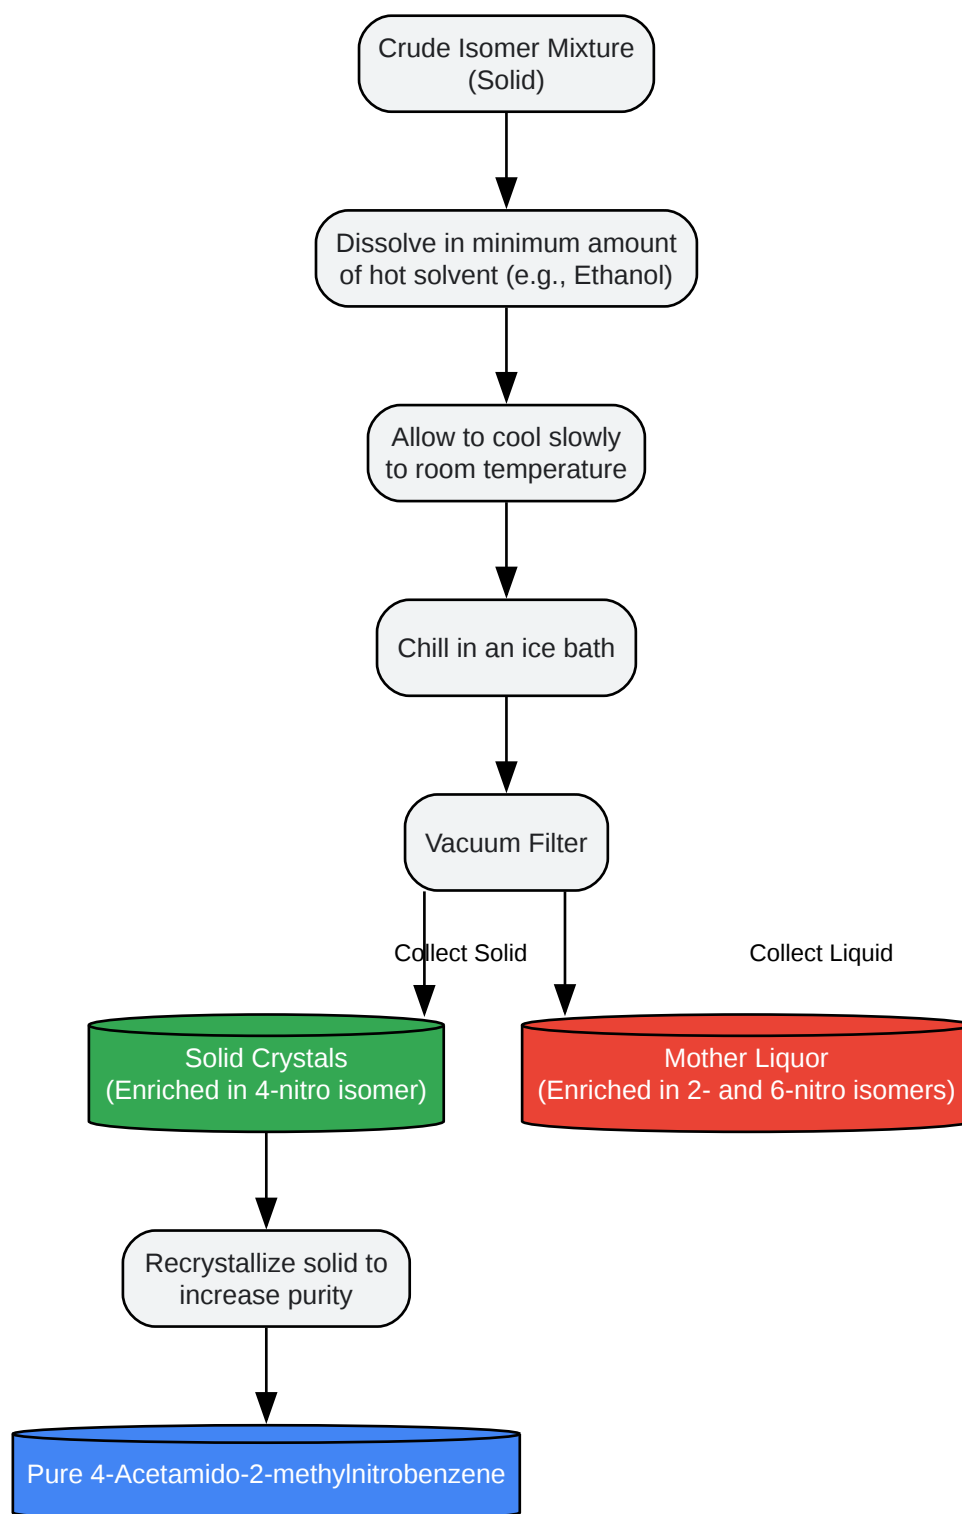 Crude Isomer Mixture
(Solid)
Dissolve in minimum amount
of hot solvent (e.g., Ethanol)
Allow to cool slowly
to room temperature
Chill in an ice bath
Vacuum Filter
Collect Solid
Collect Liquid
Solid Crystals
(Enriched in 4-nitro isomer)
Mother Liquor
(Enriched in 2- and 6-nitro isomers)
Recrystallize solid to
increase purity
Pure 4-Acetamido-2-methylnitrobenzene